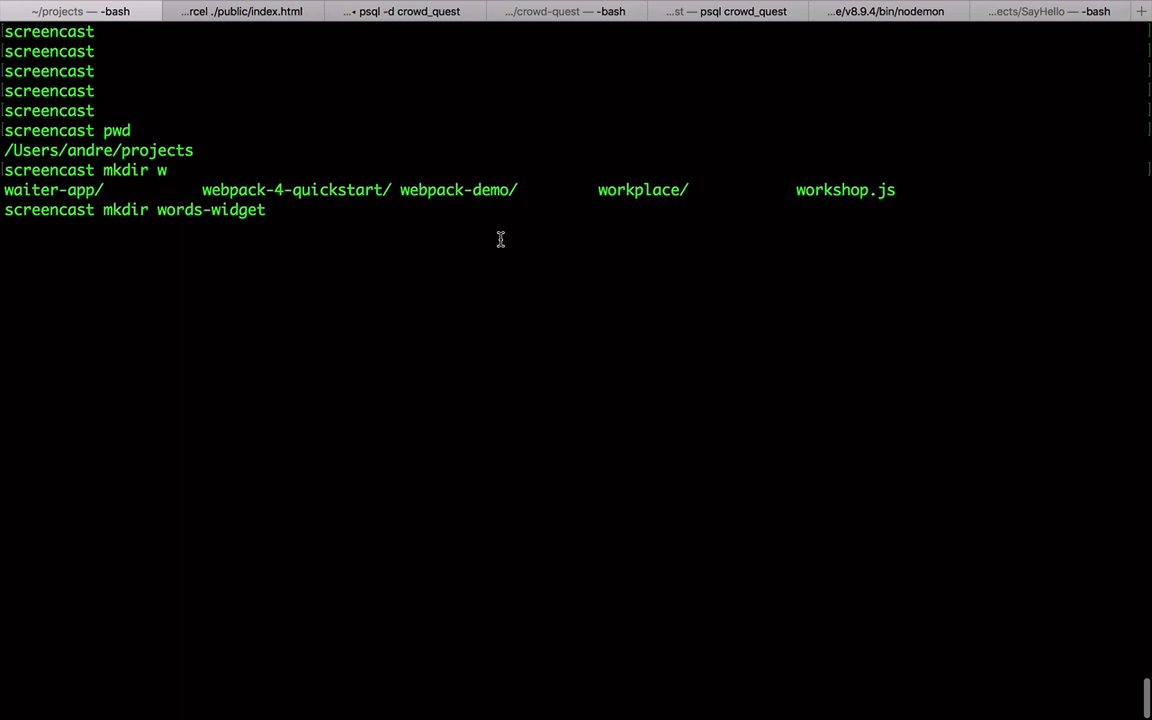 ~/projects — -bash ...rcel ./public/index.html ...◂ psql -d crowd_quest .../crowd-quest — -bash ...st — psql crowd_quest ...e/v8.9.4/bin/nodemon ...ects/SayHello — -bash +
screencast
screencast
screencast
screencast
screencast
screencast pwd
/Users/andre/projects
screencast mkdir w
waiter-app/ webpack-4-quickstart/ webpack-demo/ workplace/ workshop.js
screencast mkdir words-widget